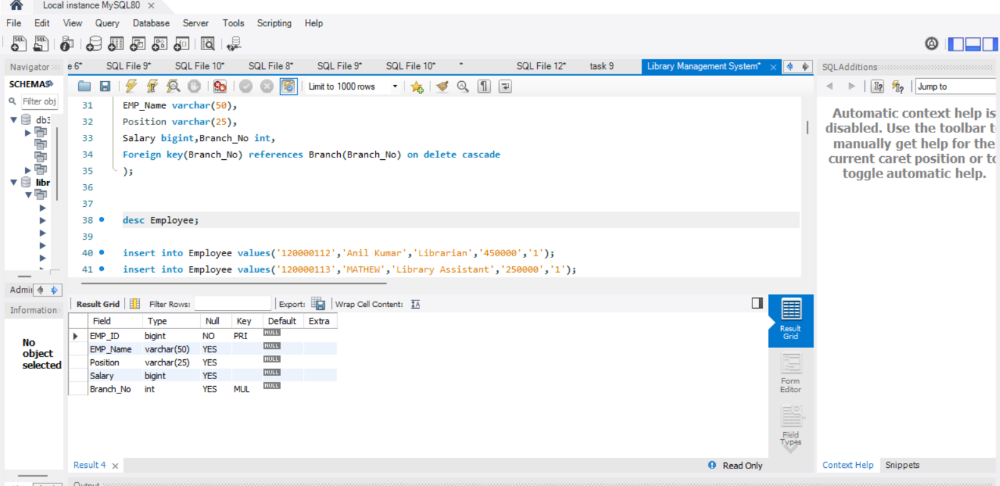 Local instance MySQL80
File Edit View Query Database Server Tools Scripting Help
Navigator
e 6* SQL File 9* SQL File 10* SQL File 8* SQL File 9* SQL File 10* * SQL File 12* task 9 Library Management System*
SQLAdditions
SCHEMAS
Limit to 1000 rows
Jump to
Filter obj
db3
libr
31 EMP_Name varchar(50),
32 Position varchar(25),
33 Salary bigint,Branch_No int,
34 Foreign key(Branch_No) references Branch(Branch_No) on delete cascade
35 );
36
37
38 desc Employee;
39
40 insert into Employee values('120000112','Anil Kumar','Librarian','450000','1');
41 insert into Employee values('120000113','MATHEW','Library Assistant','250000','1');
Automatic context help is
disabled. Use the toolbar t
manually get help for the
current caret position or to
toggle automatic help.
Admi
Information
No
object
selected
Result Grid Filter Rows: Export: Wrap Cell Content:
Field Type Null Key Default Extra
EMP_ID bigint NO PRI NULL
EMP_Name varchar(50) YES NULL
Position varchar(25) YES NULL
Salary bigint YES NULL
Branch_No int YES MUL NULL
Result
Grid
Form
Editor
Field
Types
Result 4
Read Only
Context Help Snippets
Output